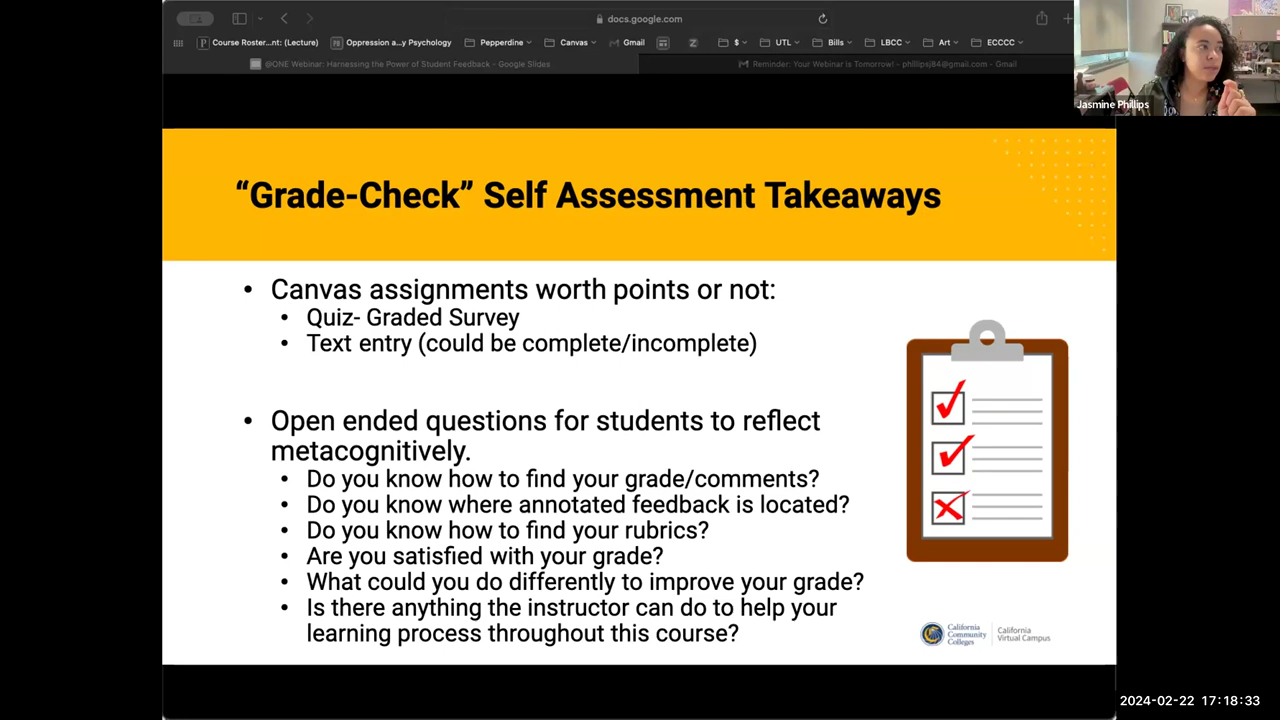 docs.google.com
Course Roster...nt: (Lecture)
Oppression a...y Psychology
Pepperdine
Canvas
Gmail
Z
$
UTL
Bills
LBCC
Art
ECCCC
@ONE Webinar: Harnessing the Power of Student Feedback - Google Slides
Reminder: Your Webinar is Tomorrow! - phillipsj84@gmail.com - Gmail
Jasmine Phillips
“Grade-Check” Self Assessment Takeaways
• Canvas assignments worth points or not:
• Quiz- Graded Survey
• Text entry (could be complete/incomplete)
• Open ended questions for students to reflect
metacognitively.
• Do you know how to find your grade/comments?
• Do you know where annotated feedback is located?
• Do you know how to find your rubrics?
• Are you satisfied with your grade?
• What could you do differently to improve your grade?
• Is there anything the instructor can do to help your
learning process throughout this course?
California
Community
Colleges
California
Virtual Campus
2024-02-22 17:18:33